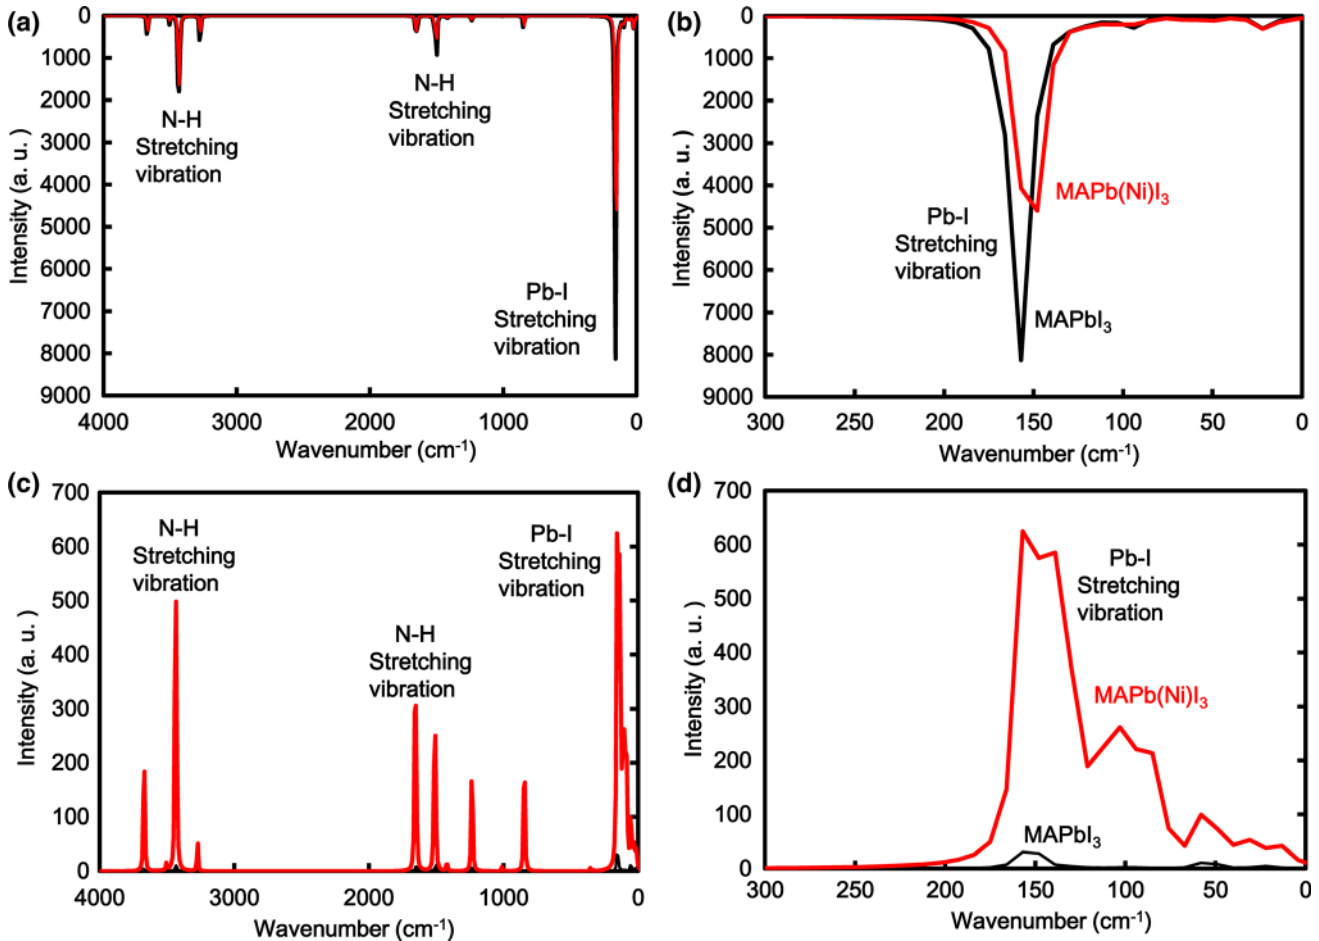 (a)
0
1000
2000
3000
4000
5000
6000
7000
8000
9000
Intensity (a. u. )
N-H
Stretching
vibration
N-H
Stretching
vibration
Pb-I
Stretching
vibration
4000 3000 2000 1000 0
Wavenumber (cm⁻¹)
(b)
0
1000
2000
3000
4000
5000
6000
7000
8000
9000
Intensity (a. u. )
MAPb(Ni)I₃
Pb-I
Stretching
vibration
MAPbI₃
300 250 200 150 100 50 0
Wavenumber (cm⁻¹)
(c)
700
600
500
400
300
200
100
0
Intensity (a. u. )
N-H
Stretching
vibration
N-H
Stretching
vibration
Pb-I
Stretching
vibration
4000 3000 2000 1000 0
Wavenumber (cm⁻¹)
(d)
700
600
500
400
300
200
100
0
Intensity (a. u. )
Pb-I
Stretching
vibration
MAPb(Ni)I₃
MAPbI₃
300 250 200 150 100 50 0
Wavenumber (cm⁻¹)